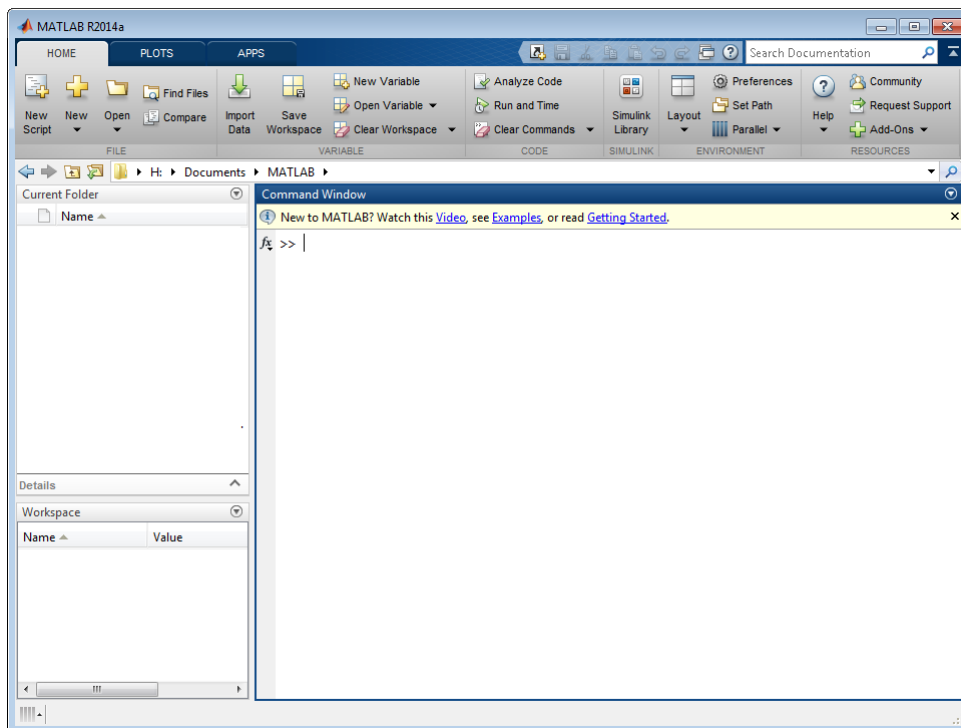 MATLAB R2014a
HOME PLOTS APPS Search Documentation
New Script New Open Find Files Compare Import Data Save Workspace New Variable Open Variable Clear Workspace Analyze Code Run and Time Clear Commands Simulink Library Layout Preferences Set Path Parallel Help Community Request Support Add-Ons
FILE VARIABLE CODE SIMULINK ENVIRONMENT RESOURCES
H: Documents MATLAB
Current Folder
Name
Command Window
New to MATLAB? Watch this Video, see Examples, or read Getting Started.
fx >>
Details
Workspace
Name Value